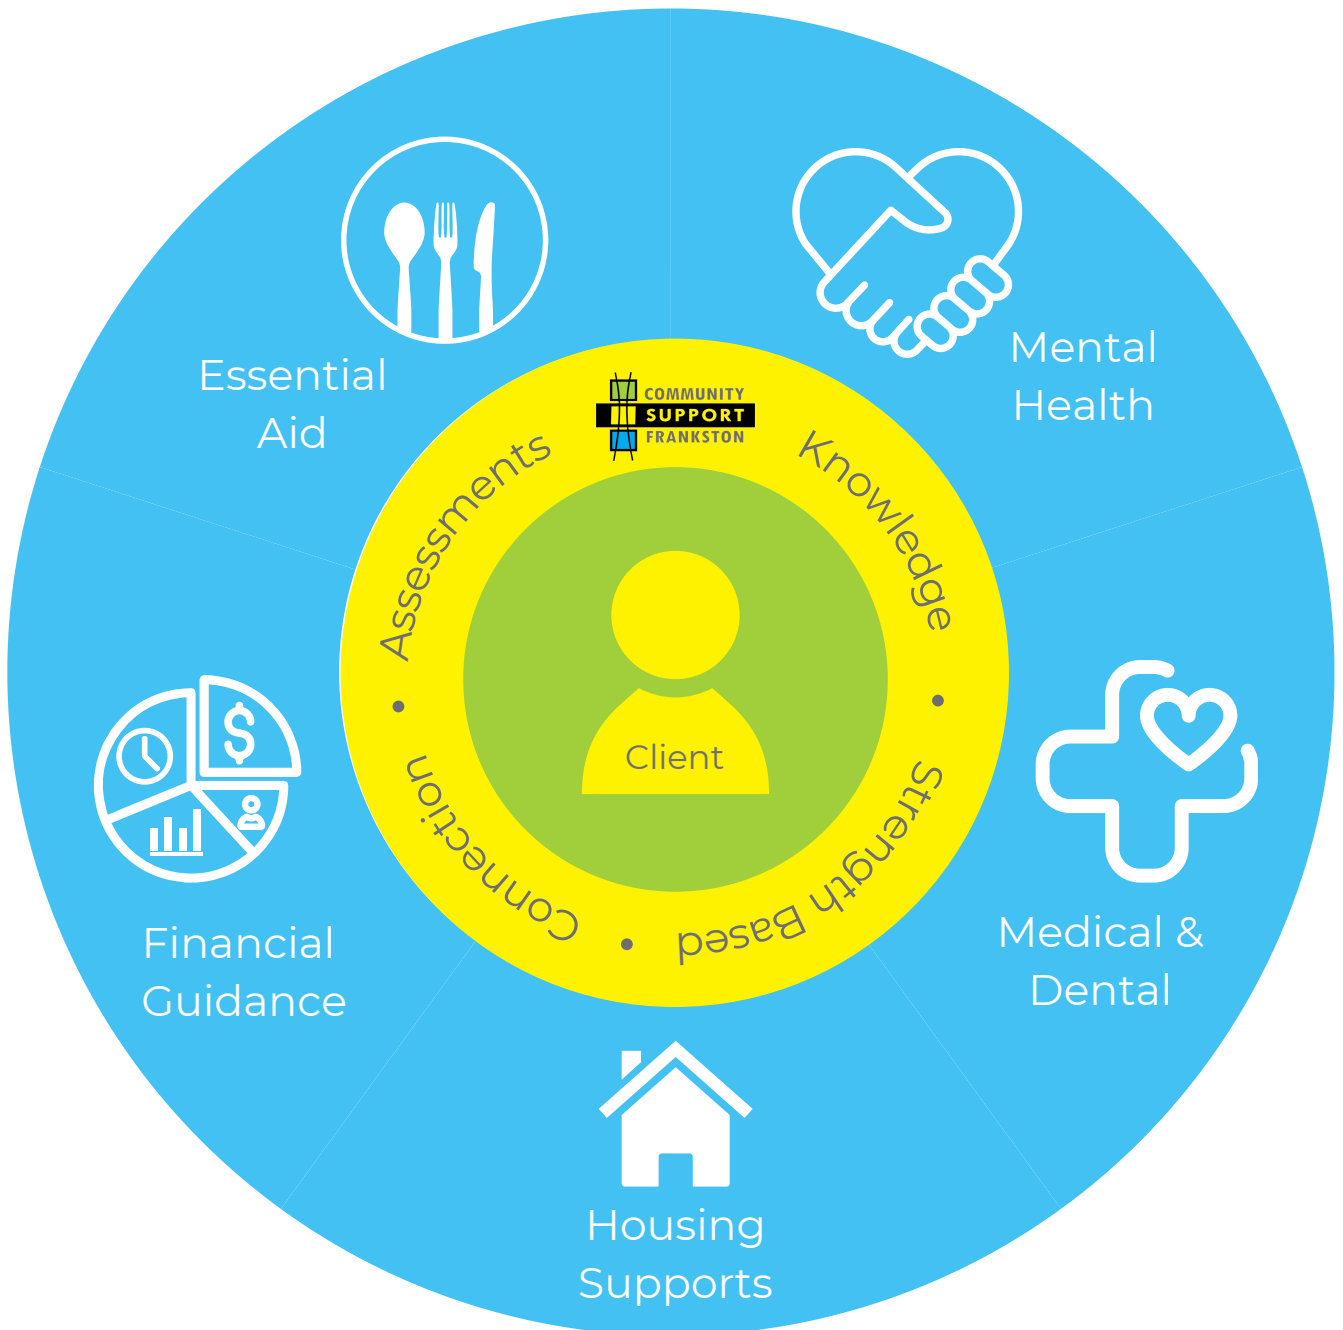 Essential
Aid
Mental
Health
COMMUNITY
SUPPORT
FRANKSTON
Assessments
Knowledge
Client
Connection
Strength Based
Financial
Guidance
Medical &
Dental
Housing
Supports